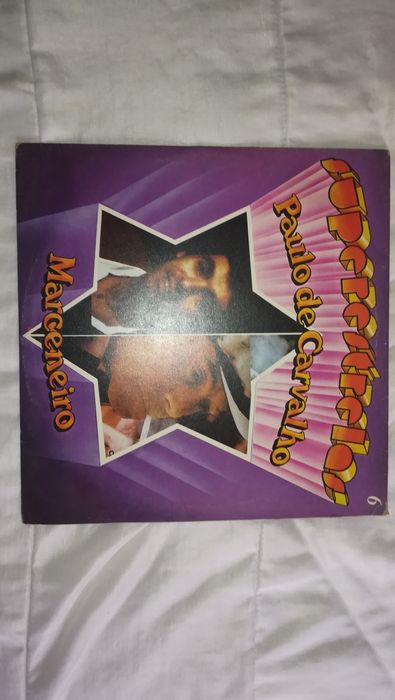 Superestrelas
6
Paulo de Carvalho
Marceneiro